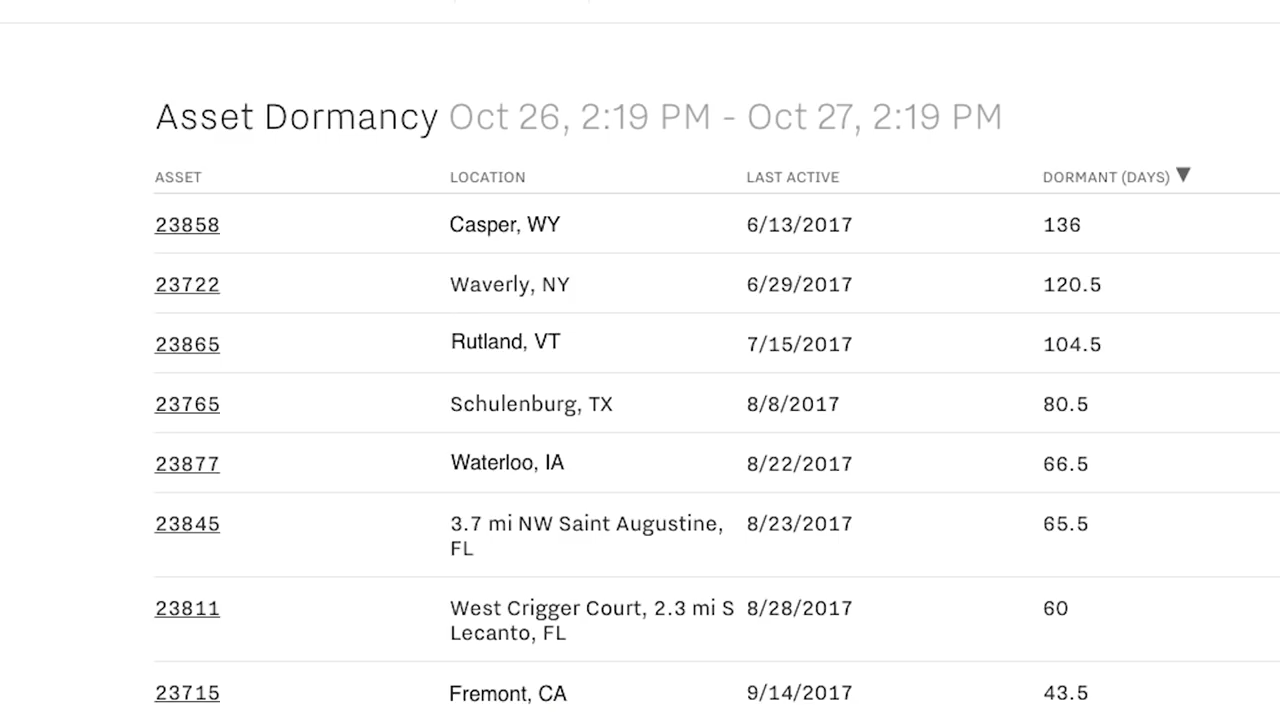 Asset Dormancy Oct 26, 2:19 PM - Oct 27, 2:19 PM
ASSET LOCATION LAST ACTIVE DORMANT (DAYS) ▼
23858 Casper, WY 6/13/2017 136
23722 Waverly, NY 6/29/2017 120.5
23865 Rutland, VT 7/15/2017 104.5
23765 Schulenburg, TX 8/8/2017 80.5
23877 Waterloo, IA 8/22/2017 66.5
23845 3.7 mi NW Saint Augustine, 8/23/2017 65.5
FL
23811 West Crigger Court, 2.3 mi S 8/28/2017 60
Lecanto, FL
23715 Fremont, CA 9/14/2017 43.5